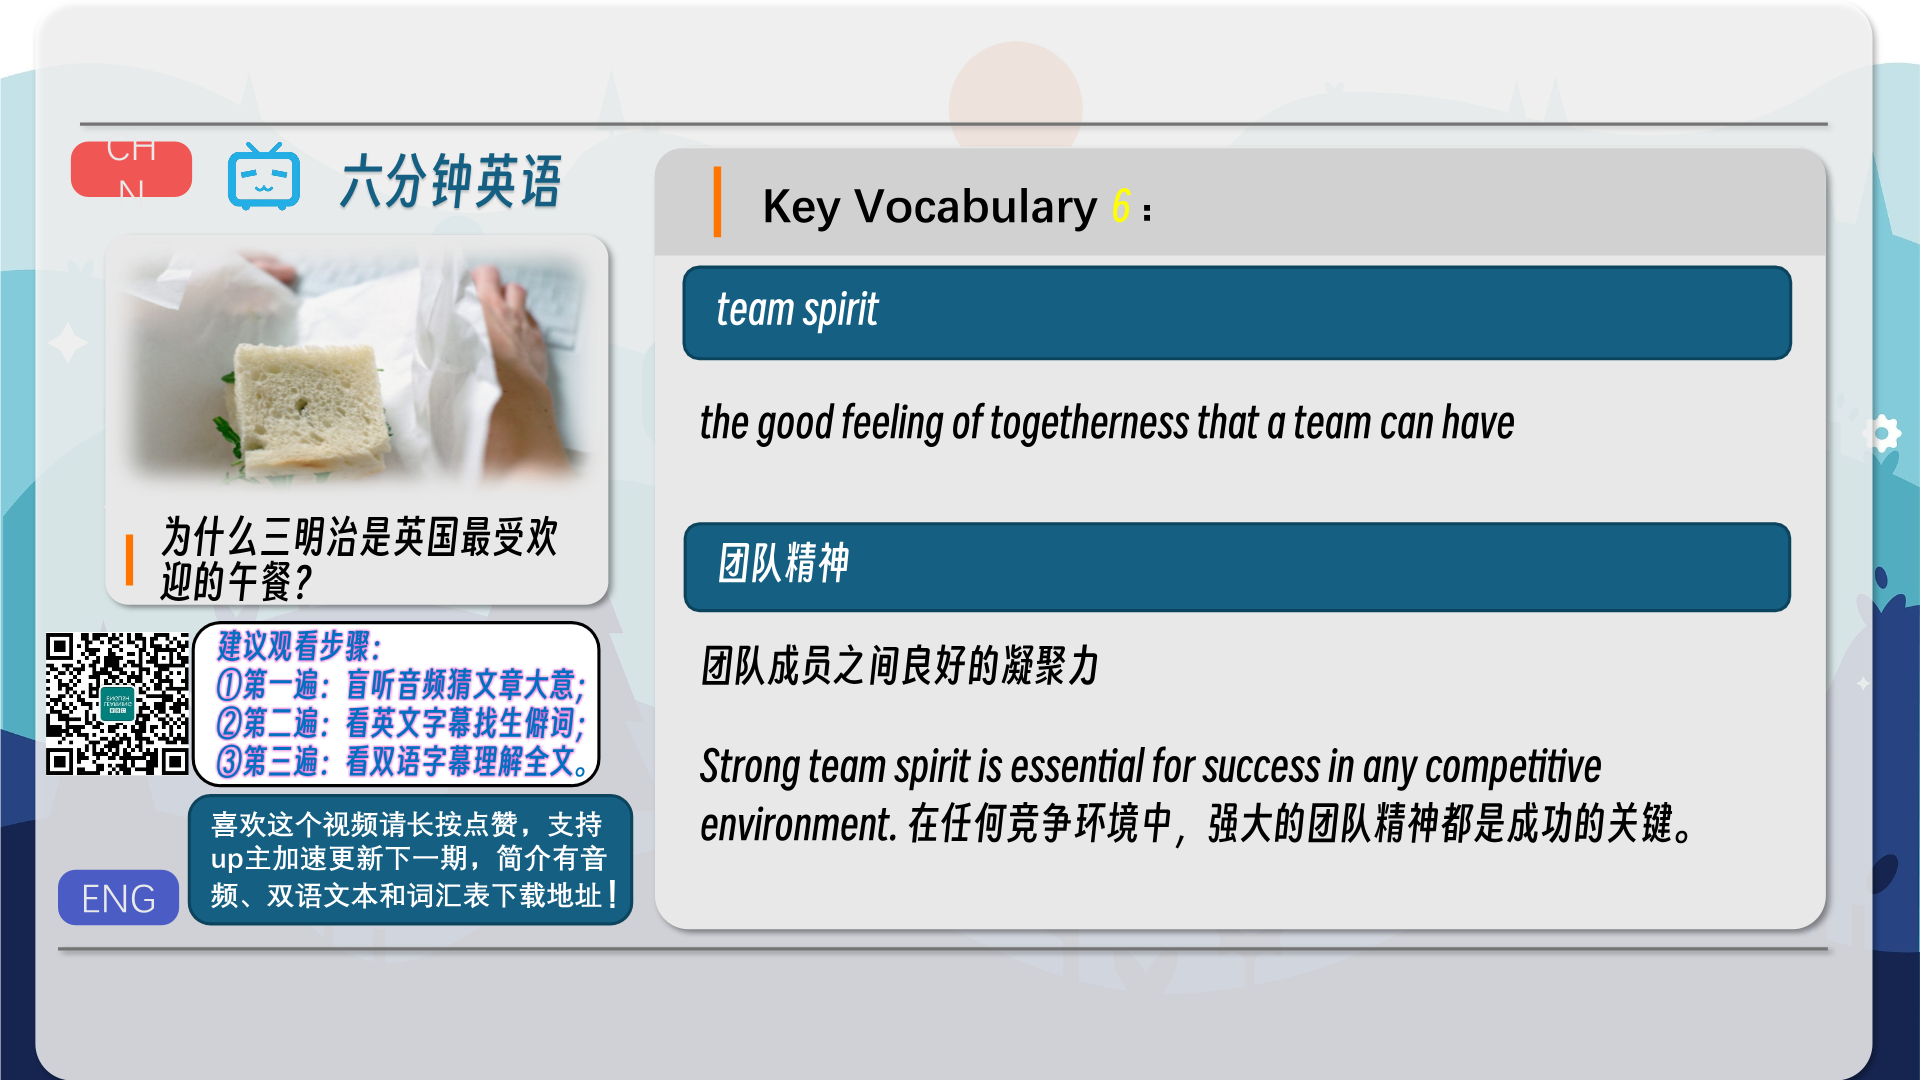 CH
N
六分钟英语
为什么三明治是英国最受欢
迎的午餐?
建议观看步骤:
①第一遍: 盲听音频猜文章大意;
②第二遍: 看英文字幕找生僻词;
③第三遍: 看双语字幕理解全文。
喜欢这个视频请长按点赞，支持
up主加速更新下一期，简介有音
频、双语文本和词汇表下载地址！
ENG
Key Vocabulary 6：
team spirit
the good feeling of togetherness that a team can have
团队精神
团队成员之间良好的凝聚力
Strong team spirit is essential for success in any competitive
environment. 在任何竞争环境中，强大的团队精神都是成功的关键。